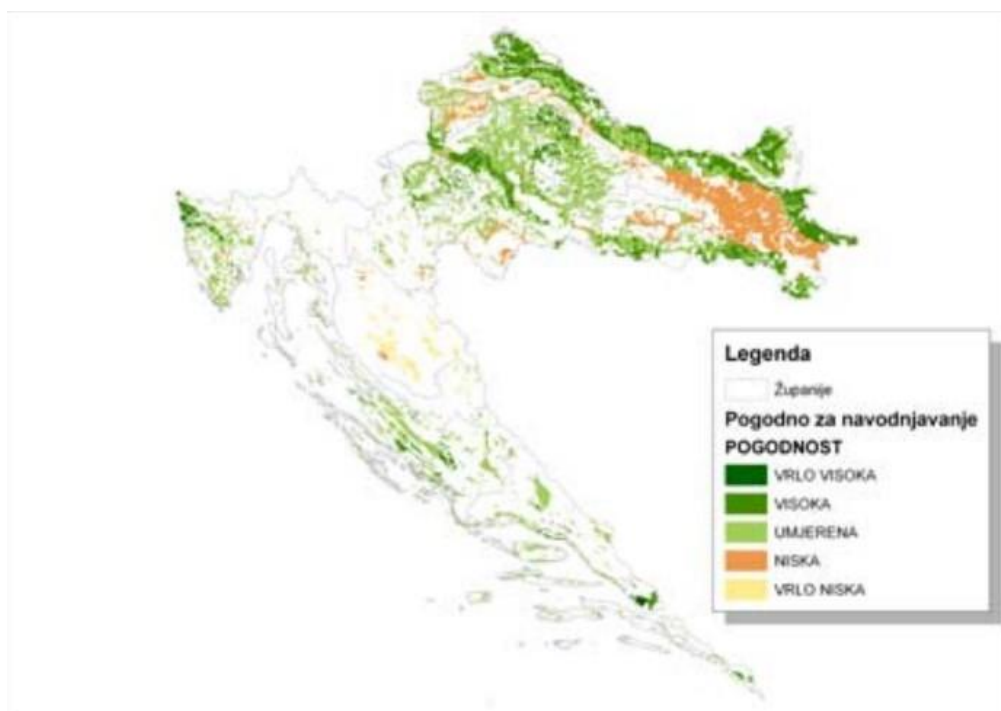 Legenda
Županije
Pogodno za navodnjavanje
POGODNOST
VRLO VISOKA
VISOKA
UMJERENA
NISKA
VRLO NISKA